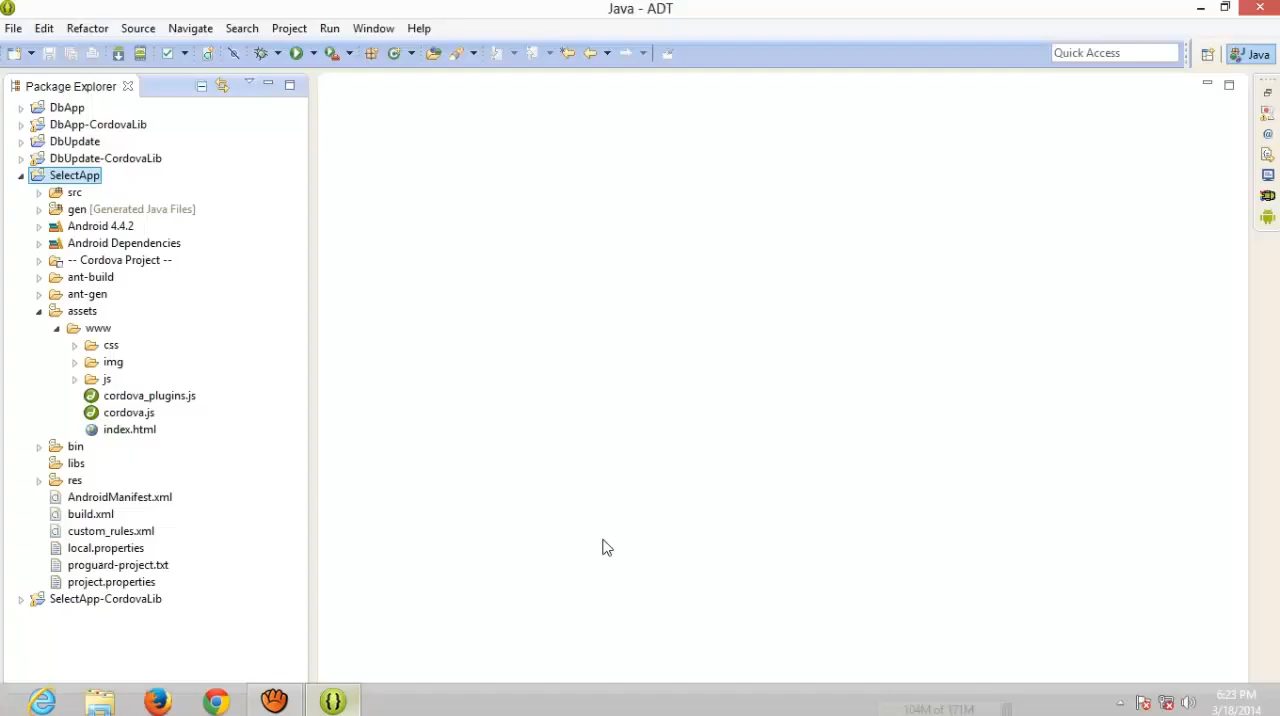 Java - ADT
File Edit Refactor Source Navigate Search Project Run Window Help
Quick Access
Java
Package Explorer
DbApp
DbApp-CordovaLib
DbUpdate
DbUpdate-CordovaLib
SelectApp
src
gen [Generated Java Files]
Android 4.4.2
Android Dependencies
-- Cordova Project --
ant-build
ant-gen
assets
www
css
img
js
cordova_plugins.js
cordova.js
index.html
bin
libs
res
AndroidManifest.xml
build.xml
custom_rules.xml
local.properties
proguard-project.txt
project.properties
SelectApp-CordovaLib
104M of 171M
6:23 PM
3/18/2014